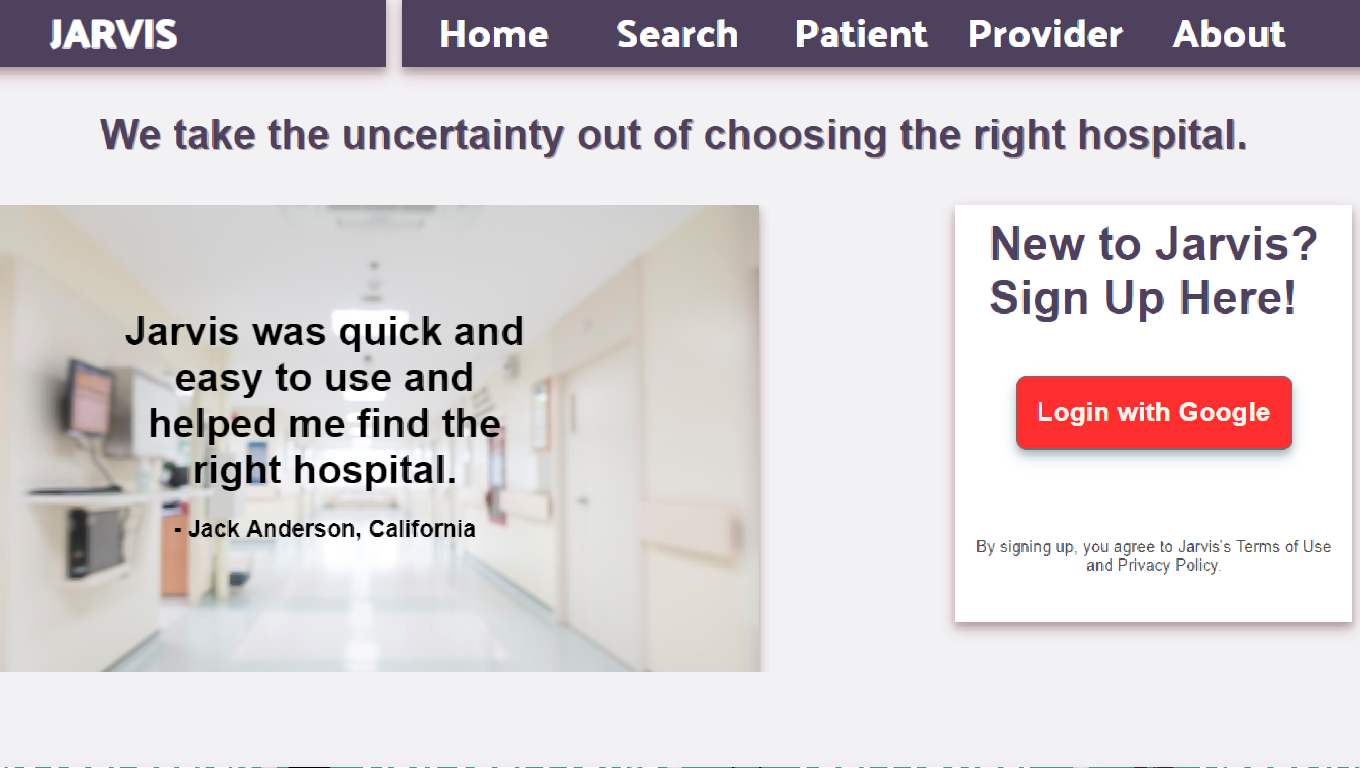 JARVIS
Home Search Patient Provider About
We take the uncertainty out of choosing the right hospital.
Jarvis was quick and
easy to use and
helped me find the
right hospital.
- Jack Anderson, California
New to Jarvis?
Sign Up Here!
Login with Google
By signing up, you agree to Jarvis's Terms of Use
and Privacy Policy.